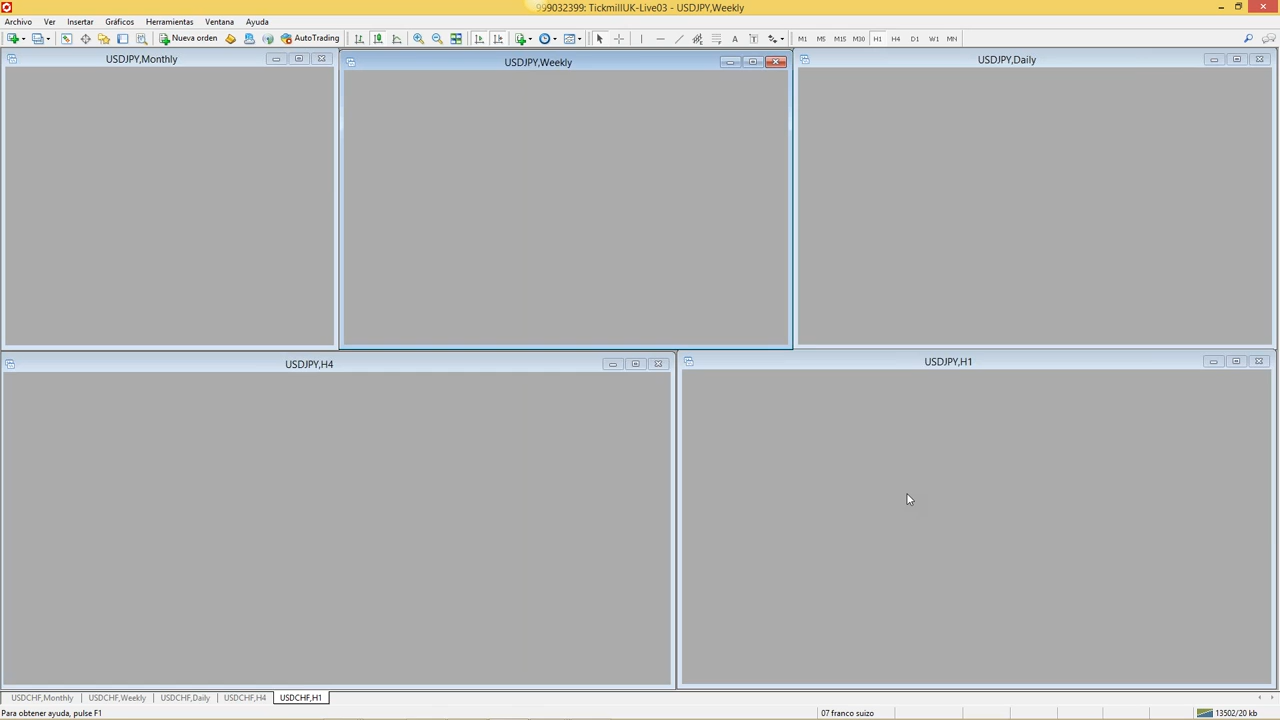 999032399: TickmillUK-Live03 - USDJPY,Weekly
Archivo Ver Insertar Gráficos Herramientas Ventana Ayuda
Nueva orden AutoTrading A T M1 M5 M15 M30 H1 H4 D1 W1 MN
USDJPY,Monthly
USDJPY,Weekly
USDJPY,Daily
USDJPY,H4
USDJPY,H1
USDCHF,Monthly USDCHF,Weekly USDCHF,Daily USDCHF,H4 USDCHF,H1
Para obtener ayuda, pulse F1 07 franco suizo 13502/20 kb